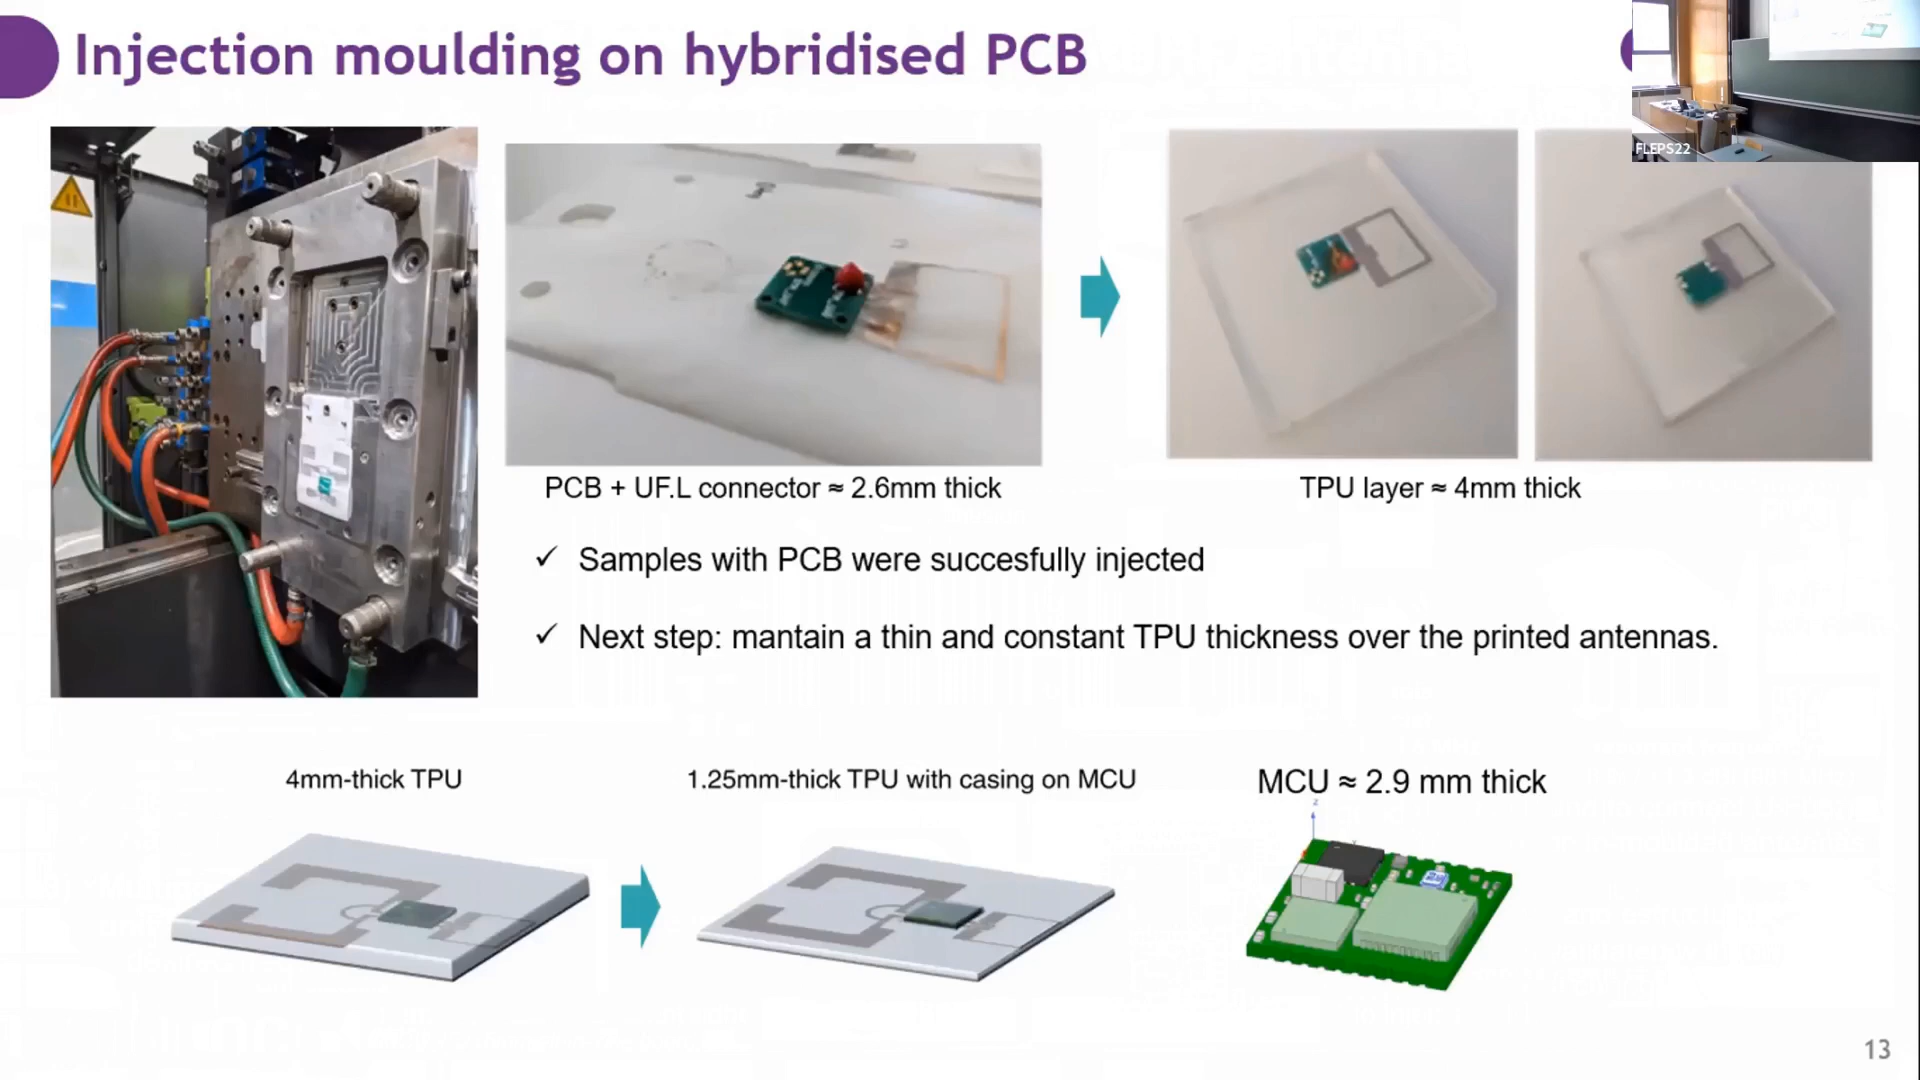 Injection moulding on hybridised PCB
FLEPS22
PCB + UF.L connector ≈ 2.6mm thick
TPU layer ≈ 4mm thick
✓ Samples with PCB were succesfully injected
✓ Next step: mantain a thin and constant TPU thickness over the printed antennas.
4mm-thick TPU
1.25mm-thick TPU with casing on MCU
MCU ≈ 2.9 mm thick
z
13